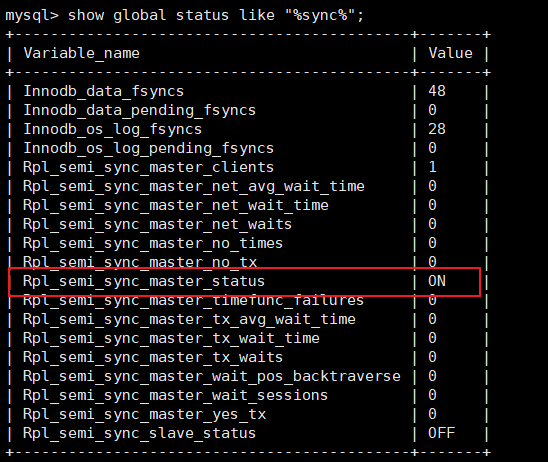 mysql> show global status like "%sync%";
+--------------------------------------------+-------+
| Variable_name                              | Value |
+--------------------------------------------+-------+
| Innodb_data_fsyncs                         | 48    |
| Innodb_data_pending_fsyncs                 | 0     |
| Innodb_os_log_fsyncs                       | 28    |
| Innodb_os_log_pending_fsyncs               | 0     |
| Rpl_semi_sync_master_clients               | 1     |
| Rpl_semi_sync_master_net_avg_wait_time     | 0     |
| Rpl_semi_sync_master_net_wait_time         | 0     |
| Rpl_semi_sync_master_net_waits             | 0     |
| Rpl_semi_sync_master_no_times              | 0     |
| Rpl_semi_sync_master_no_tx                 | 0     |
| Rpl_semi_sync_master_status                | ON    |
| Rpl_semi_sync_master_timefunc_failures     | 0     |
| Rpl_semi_sync_master_tx_avg_wait_time      | 0     |
| Rpl_semi_sync_master_tx_wait_time          | 0     |
| Rpl_semi_sync_master_tx_waits              | 0     |
| Rpl_semi_sync_master_wait_pos_backtraverse | 0     |
| Rpl_semi_sync_master_wait_sessions         | 0     |
| Rpl_semi_sync_master_yes_tx                | 0     |
| Rpl_semi_sync_slave_status                 | OFF   |
+--------------------------------------------+-------+